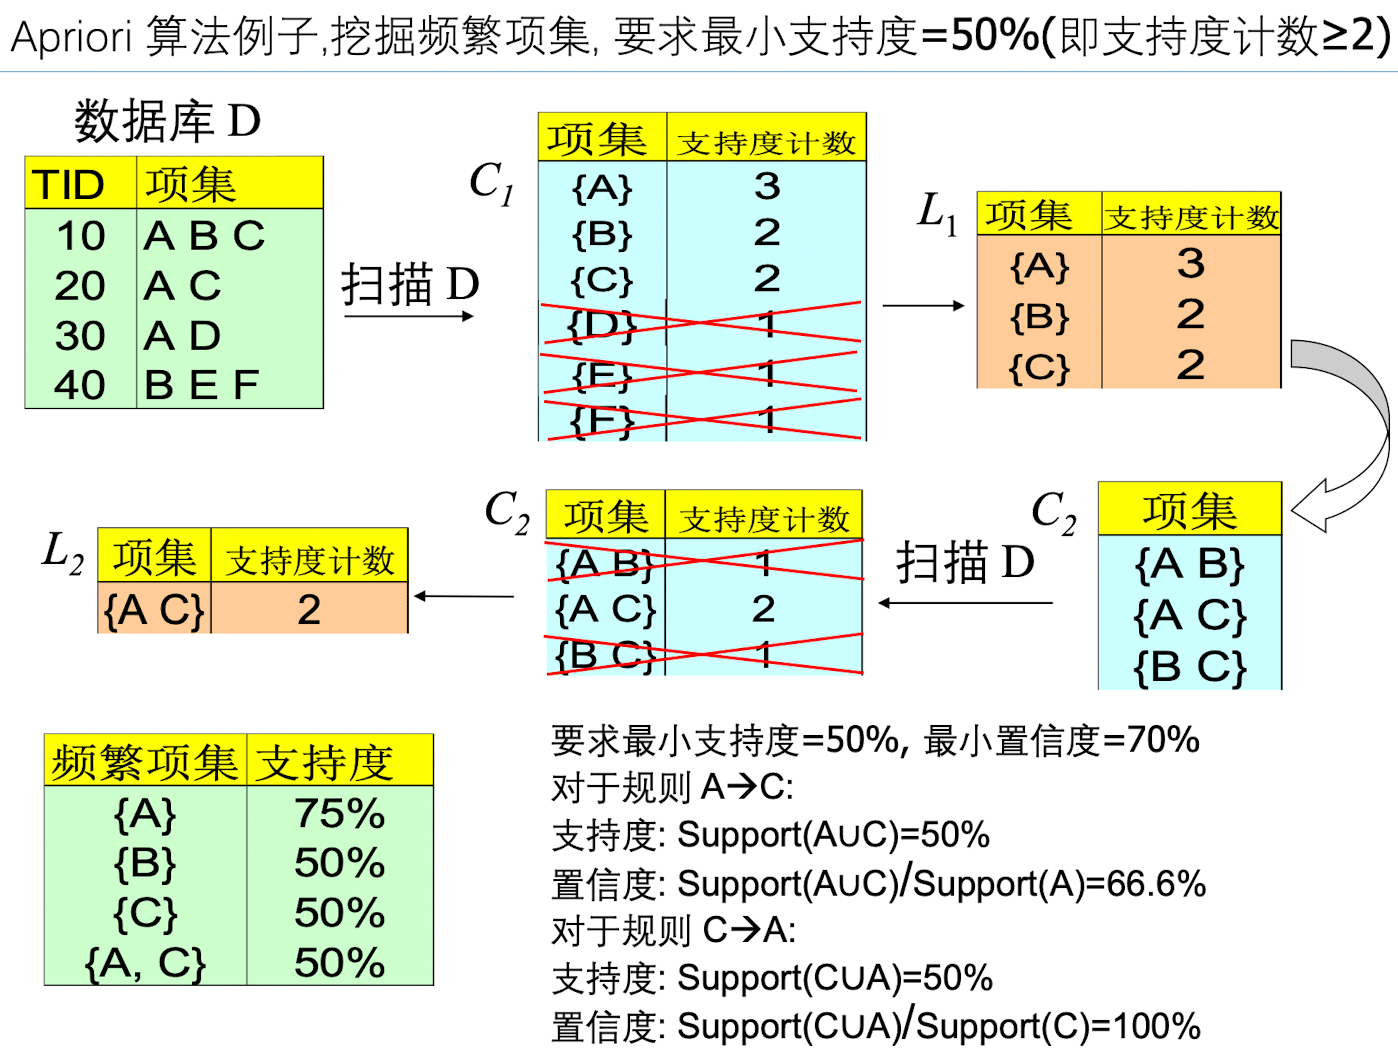 Apriori 算法例子,挖掘频繁项集, 要求最小支持度=50%(即支持度计数≥2)
数据库 D
TID 项集
10 A B C
20 A C
30 A D
40 B E F
扫描 D
C1
项集 支持度计数
{A} 3
{B} 2
{C} 2
{D} 1
{E} 1
{F} 1
L1
项集 支持度计数
{A} 3
{B} 2
{C} 2
C2
项集
{A B}
{A C}
{B C}
扫描 D
C2
项集 支持度计数
{A B} 1
{A C} 2
{B C} 1
L2
项集 支持度计数
{A C} 2
频繁项集 支持度
{A} 75%
{B} 50%
{C} 50%
{A, C} 50%
要求最小支持度=50%, 最小置信度=70%
对于规则 A→C:
支持度: Support(A∪C)=50%
置信度: Support(A∪C)/Support(A)=66.6%
对于规则 C→A:
支持度: Support(C∪A)=50%
置信度: Support(C∪A)/Support(C)=100%